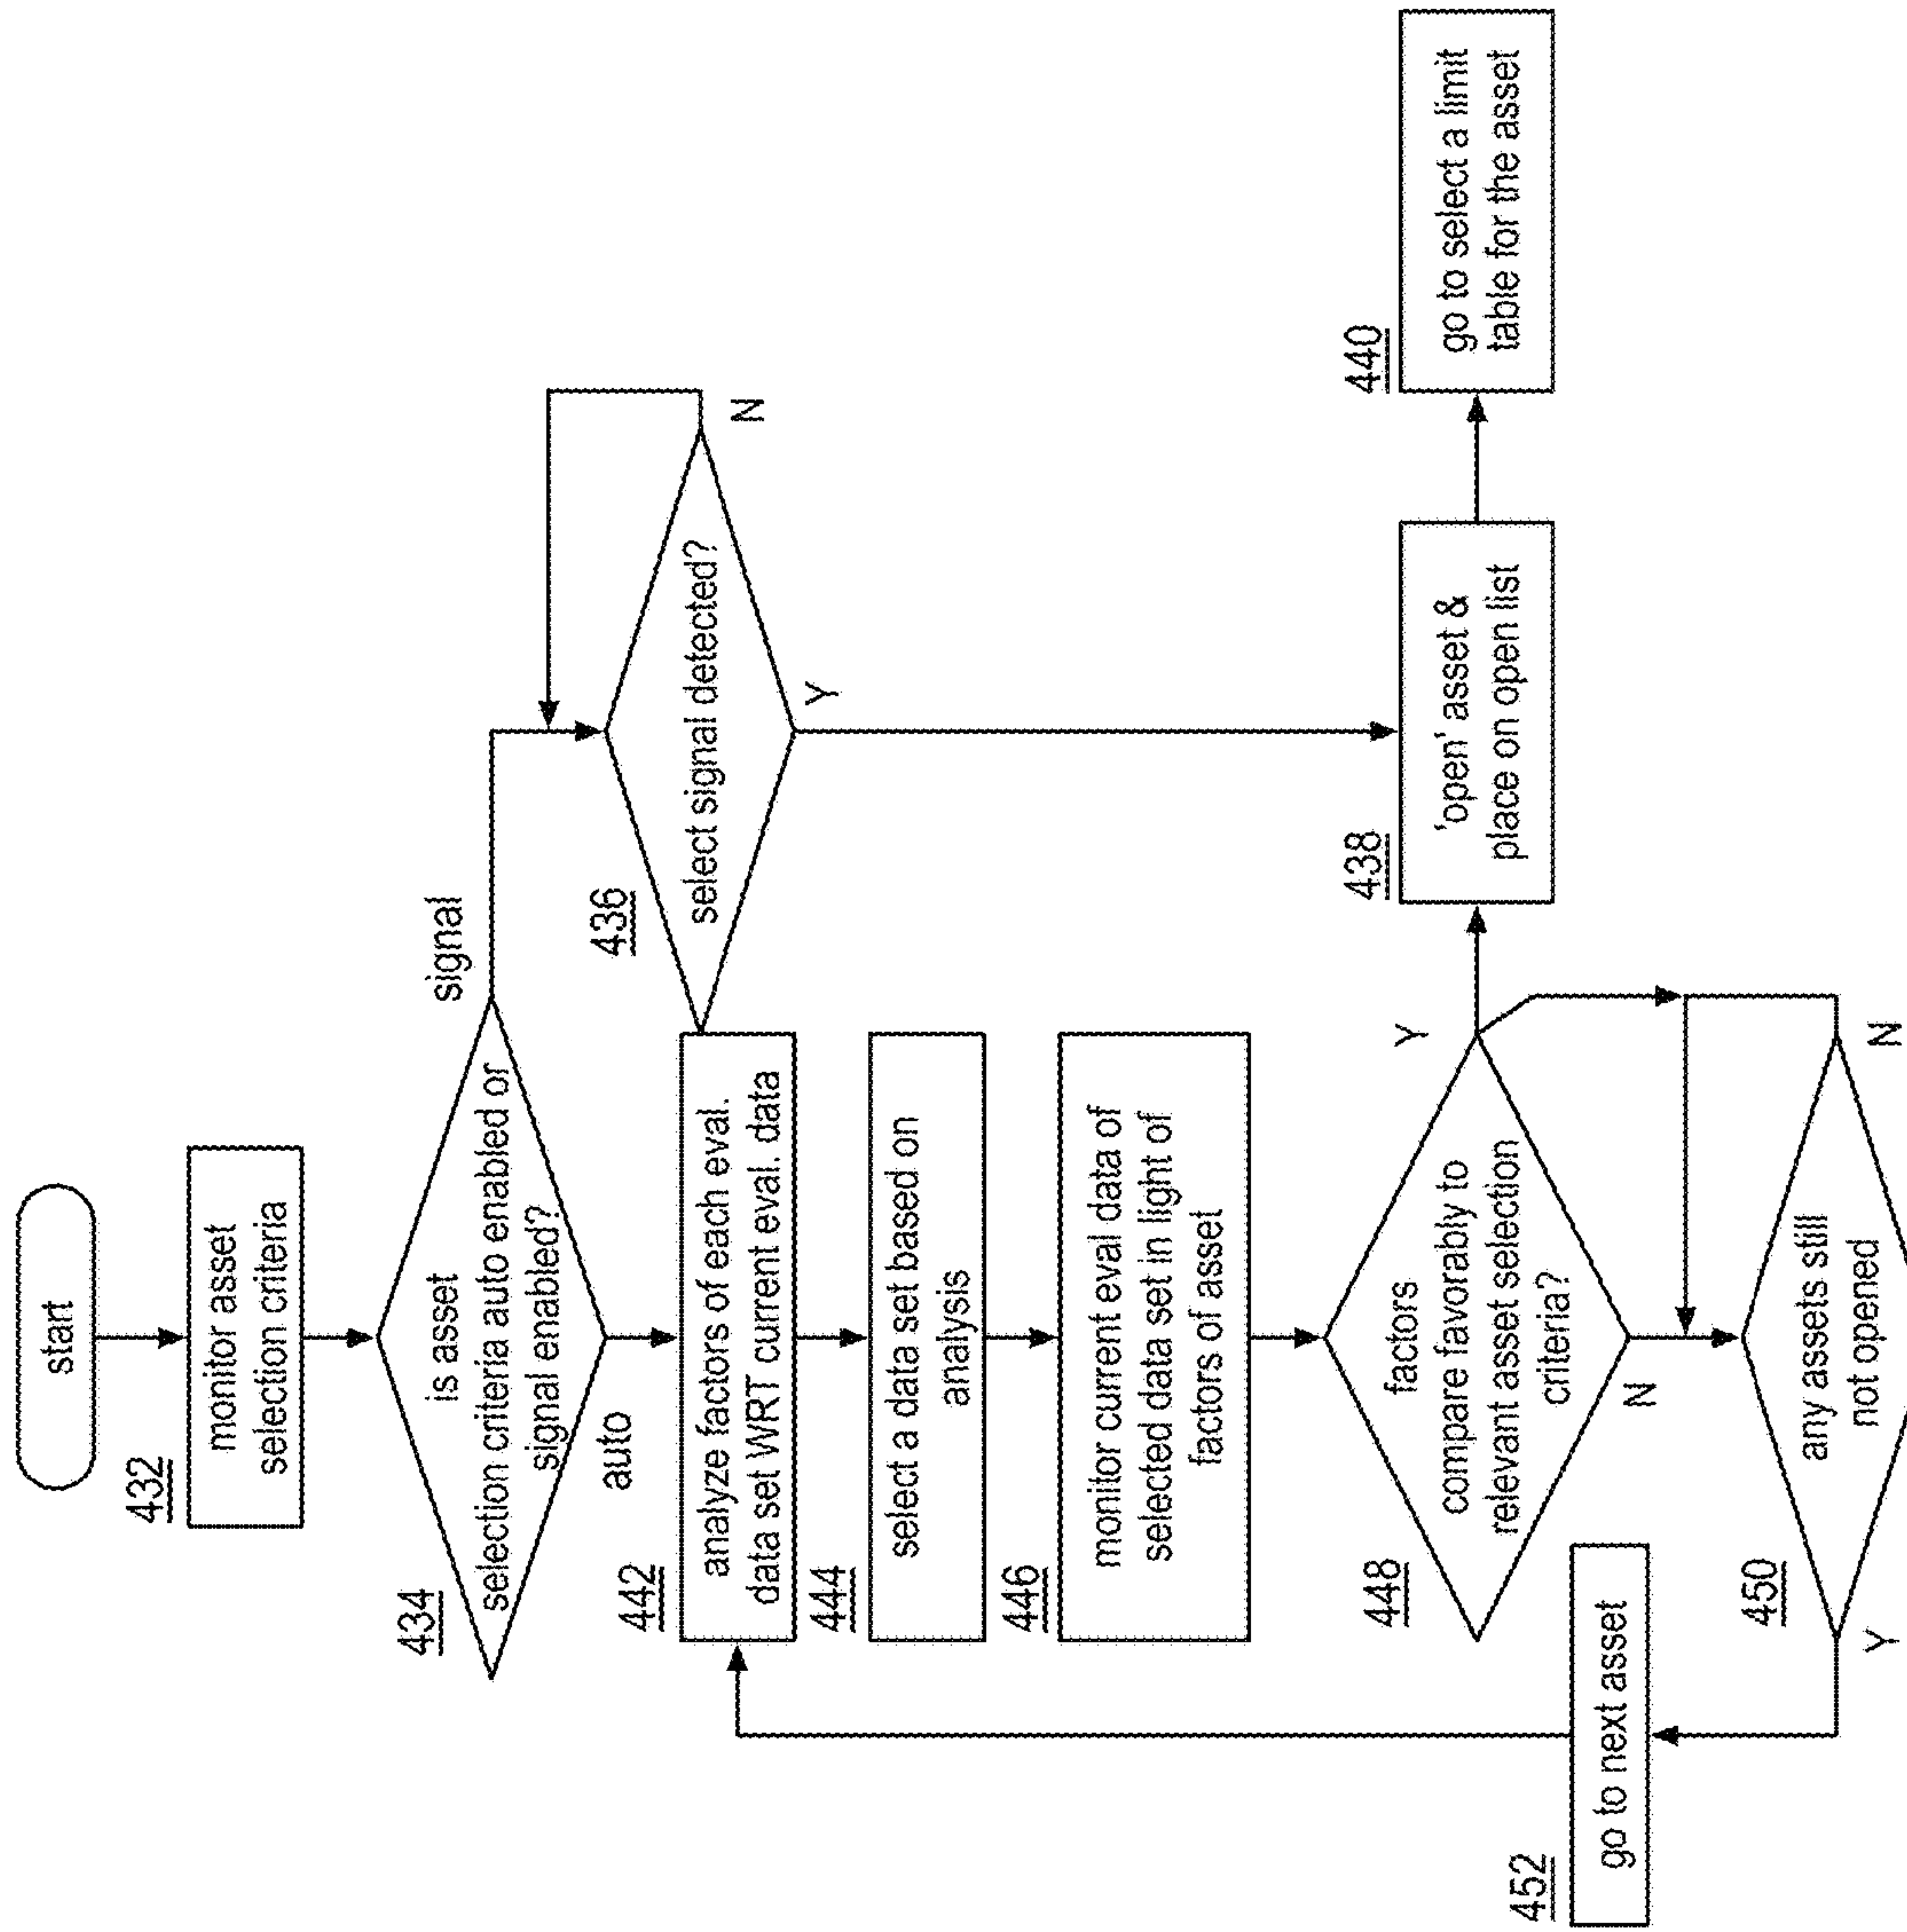 start
432
monitor asset
selection criteria
434
is asset
selection criteria auto enabled or
signal enabled?
signal
auto
436
select signal detected?
N
Y
442
analyze factors of each eval.
data set WRT current eval. data
444
select a data set based on
analysis
446
monitor current eval data of
selected data set in light of
factors of asset
448
factors
compare favorably to
relevant asset selection
criteria?
Y
N
438
'open' asset &
place on open list
440
go to select a limit
table for the asset
450
any assets still
not opened
Y
N
452
go to next asset